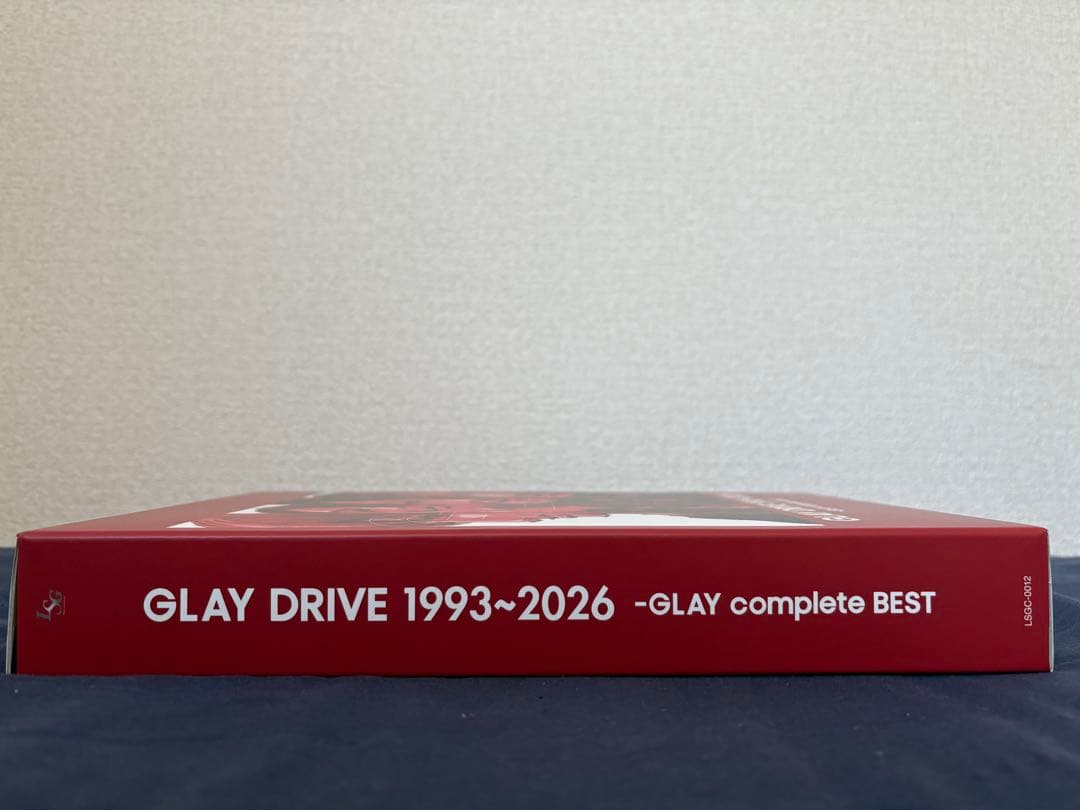 LSG
GLAY DRIVE 1993~2026 -GLAY complete BEST
LSGC-0012